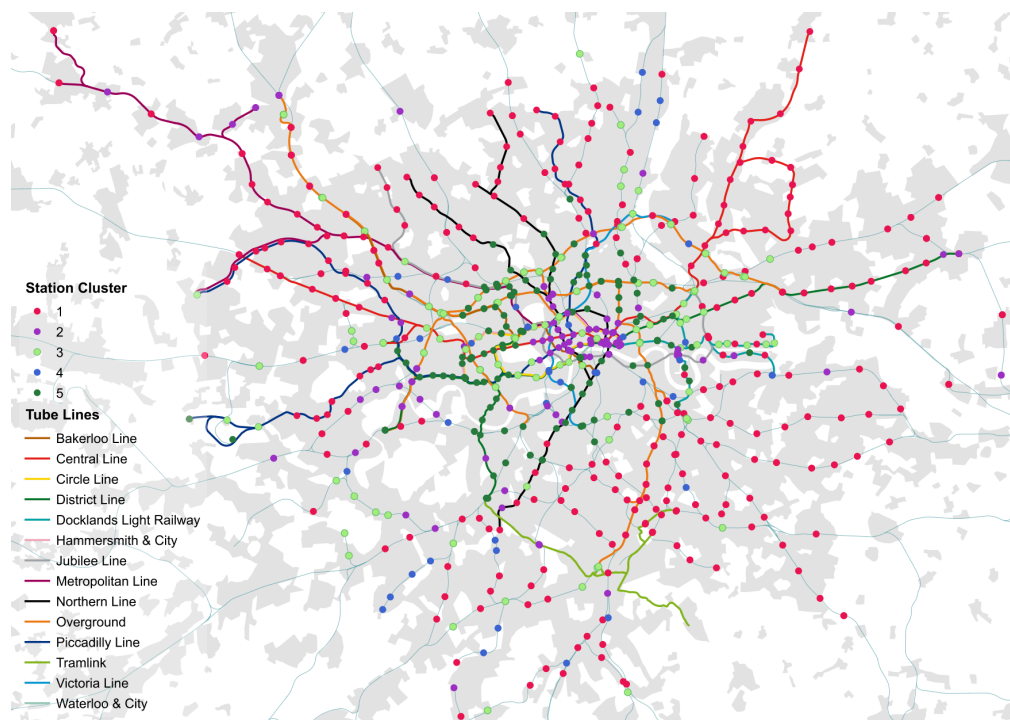 Station Cluster
1
2
3
4
5
Tube Lines
Bakerloo Line
Central Line
Circle Line
District Line
Docklands Light Railway
Hammersmith & City
Jubilee Line
Metropolitan Line
Northern Line
Overground
Piccadilly Line
Tramlink
Victoria Line
Waterloo & City